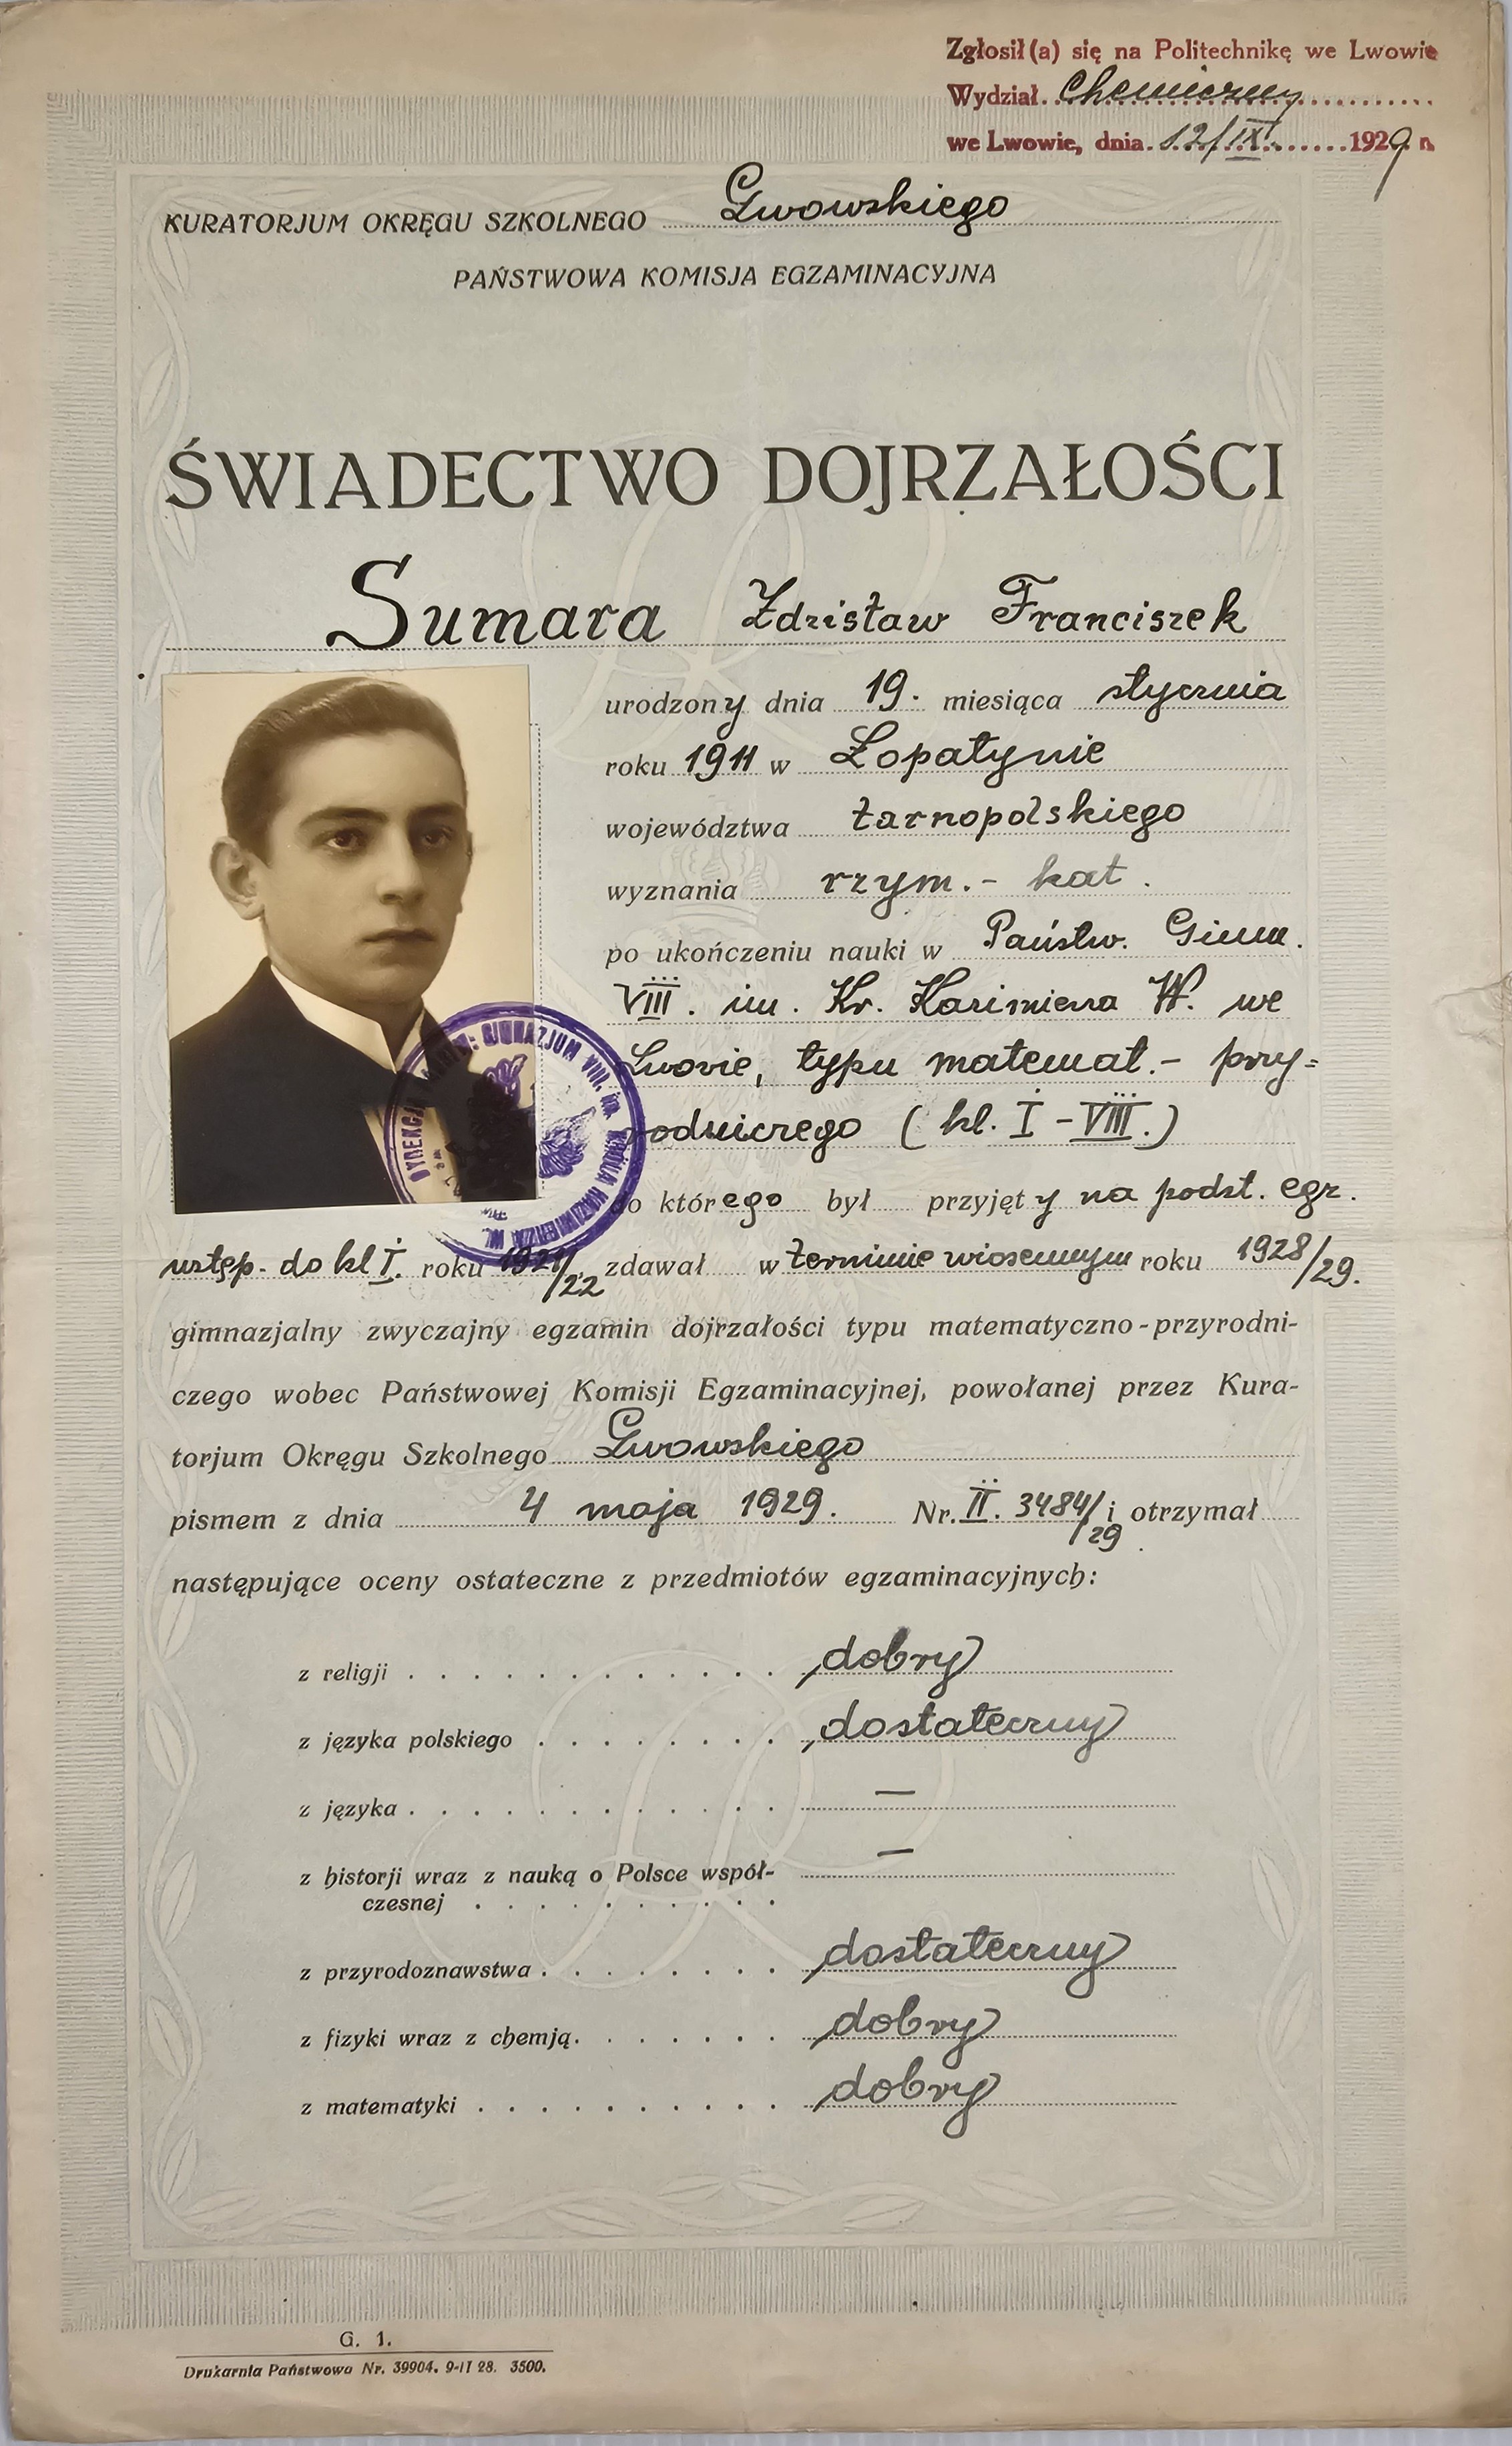 Zgłosił(a) się na Politechnikę we Lwowie
Wydział. Chemiczny
we Lwowie, dnia. 12/IX. 1929 r.
KURATORJUM OKRĘGU SZKOLNEGO Lwowskiego
PAŃSTWOWA KOMISJA EGZAMINACYJNA
ŚWIADECTWO DOJRZAŁOŚCI
Sumara Zdzisław Franciszek
urodzony dnia 19. miesiąca stycznia
roku 1911 w Łopatynie
województwa tarnopolskiego
wyznania rzym.- kat.
po ukończeniu nauki w Państw. Gimn.
VIII. im. Kr. Kazimierza W. we
Lwowie, typu matemat.- przy=
rodniczego (kl. I - VIII.)
do którego był przyjęty na podst. egz.
wstęp. do kl I. roku 1921/22 zdawał w terminie wiosennym roku 1928/29.
gimnazjalny zwyczajny egzamin dojrzałości typu matematyczno-przyrodni-
czego wobec Państwowej Komisji Egzaminacyjnej, powołanej przez Kura-
torjum Okręgu Szkolnego Lwowskiego
pismem z dnia 4 maja 1929. Nr. II. 3484/29 i otrzymał
następujące oceny ostateczne z przedmiotów egzaminacyjnych:
z religji dobry
z języka polskiego dostateczny
z języka —
z historji wraz z nauką o Polsce współ- —
czesnej
z przyrodoznawstwa dostateczny
z fizyki wraz z chemją dobry
z matematyki dobry
G. 1.
Drukarnia Państwowa Nr. 39904. 9-II 28. 3500.